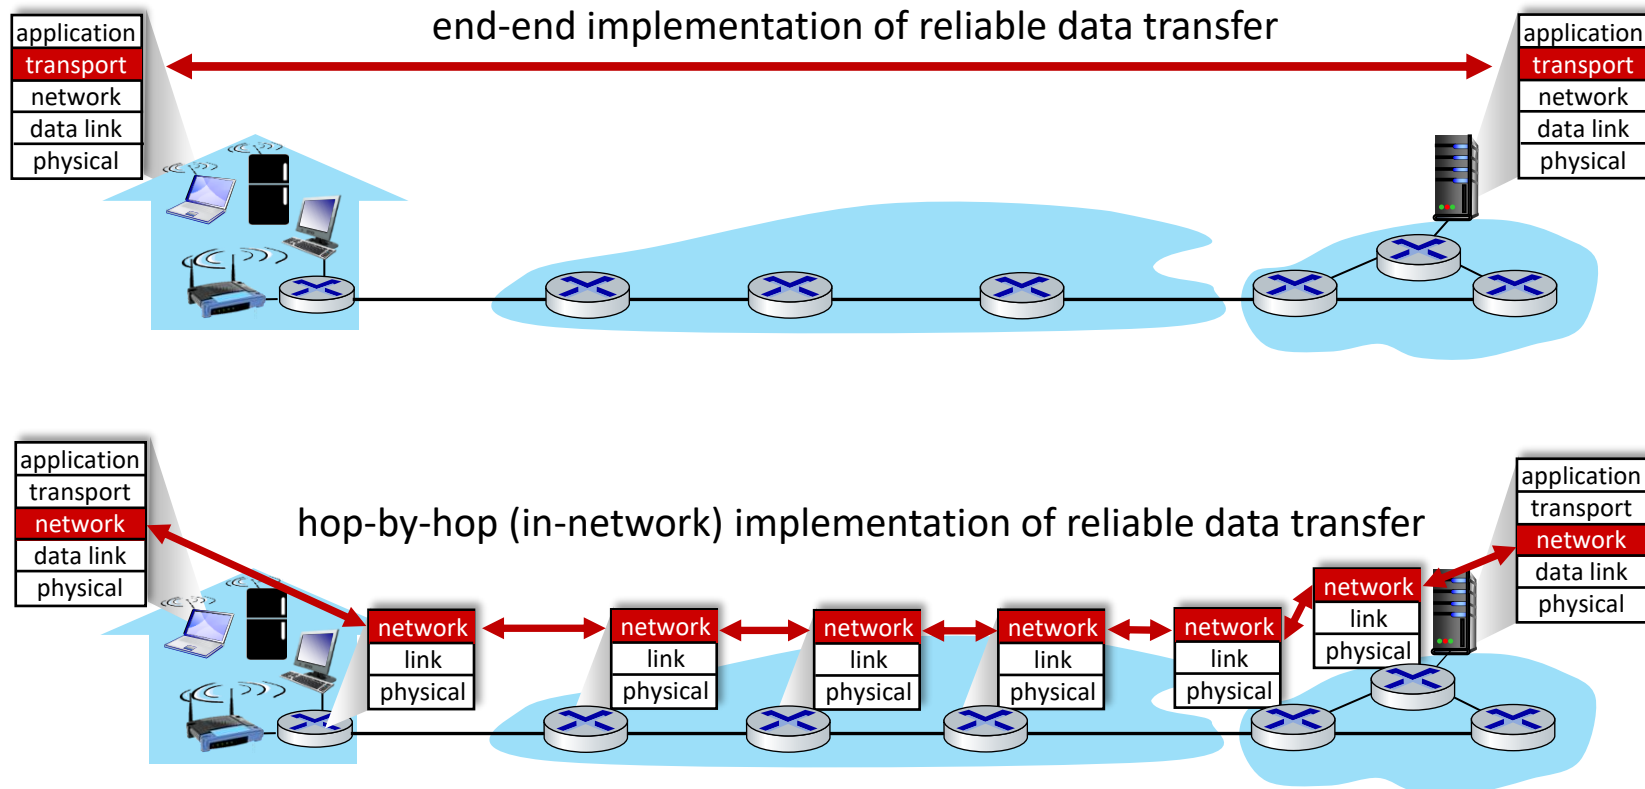 end-end implementation of reliable data transfer
application
transport
network
data link
physical
application
transport
network
data link
physical
application
transport
network
data link
physical
hop-by-hop (in-network) implementation of reliable data transfer
network
link
physical
network
link
physical
network
link
physical
network
link
physical
network
link
physical
network
link
physical
application
transport
network
data link
physical